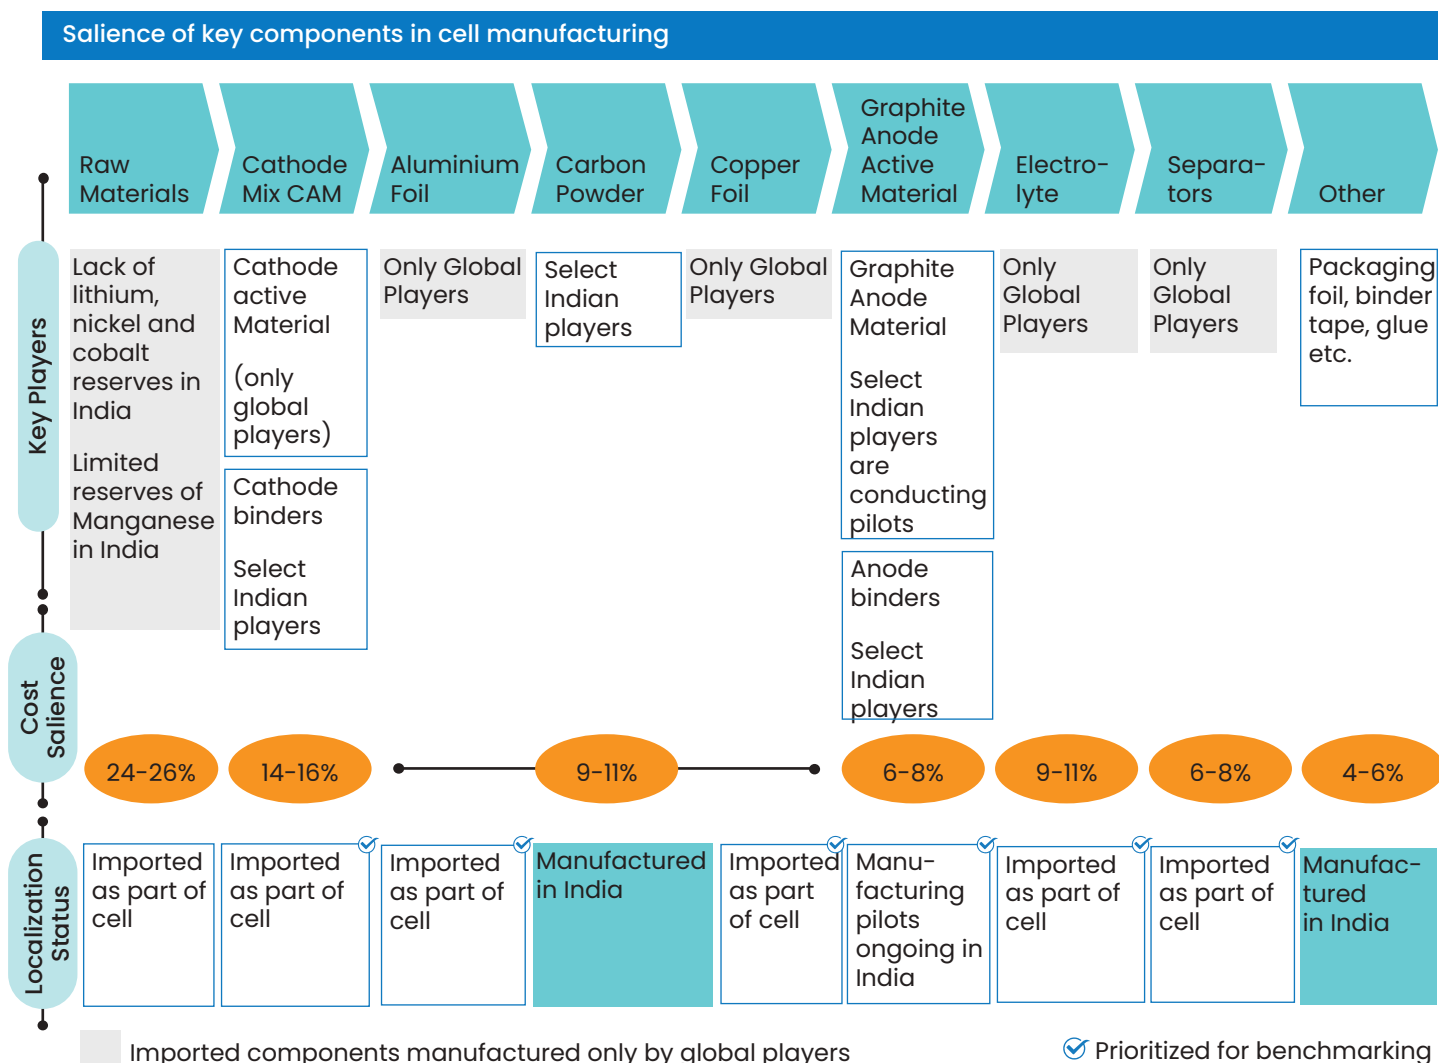 Salience of key components in cell manufacturing
Raw
Materials
Cathode
Mix CAM
Aluminium
Foil
Carbon
Powder
Copper
Foil
Graphite
Anode
Active
Material
Electro-
lyte
Separa-
tors
Other
Key Players
Lack of
lithium,
nickel and
cobalt
reserves in
India
Limited
reserves of
Manganese
in India
Cathode
active
Material
(only
global
players)
Cathode
binders
Select
Indian
players
Only Global
Players
Select
Indian
players
Only Global
Players
Graphite
Anode
Material
Select
Indian
players
are
conducting
pilots
Anode
binders
Select
Indian
players
Only
Global
Players
Only
Global
Players
Packaging
foil, binder
tape, glue
etc.
Cost
Salience
24-26%
14-16%
9-11%
6-8%
9-11%
6-8%
4-6%
Localization
Status
Imported
as part of
cell
Imported
as part of
cell
Imported
as part of
cell
Manufactured
in India
Imported
as part
of cell
Manu-
facturing
pilots
ongoing in
India
Imported
as part of
cell
Imported
as part of
cell
Manufac-
tured
in India
Imported components manufactured only by global players
Prioritized for benchmarking